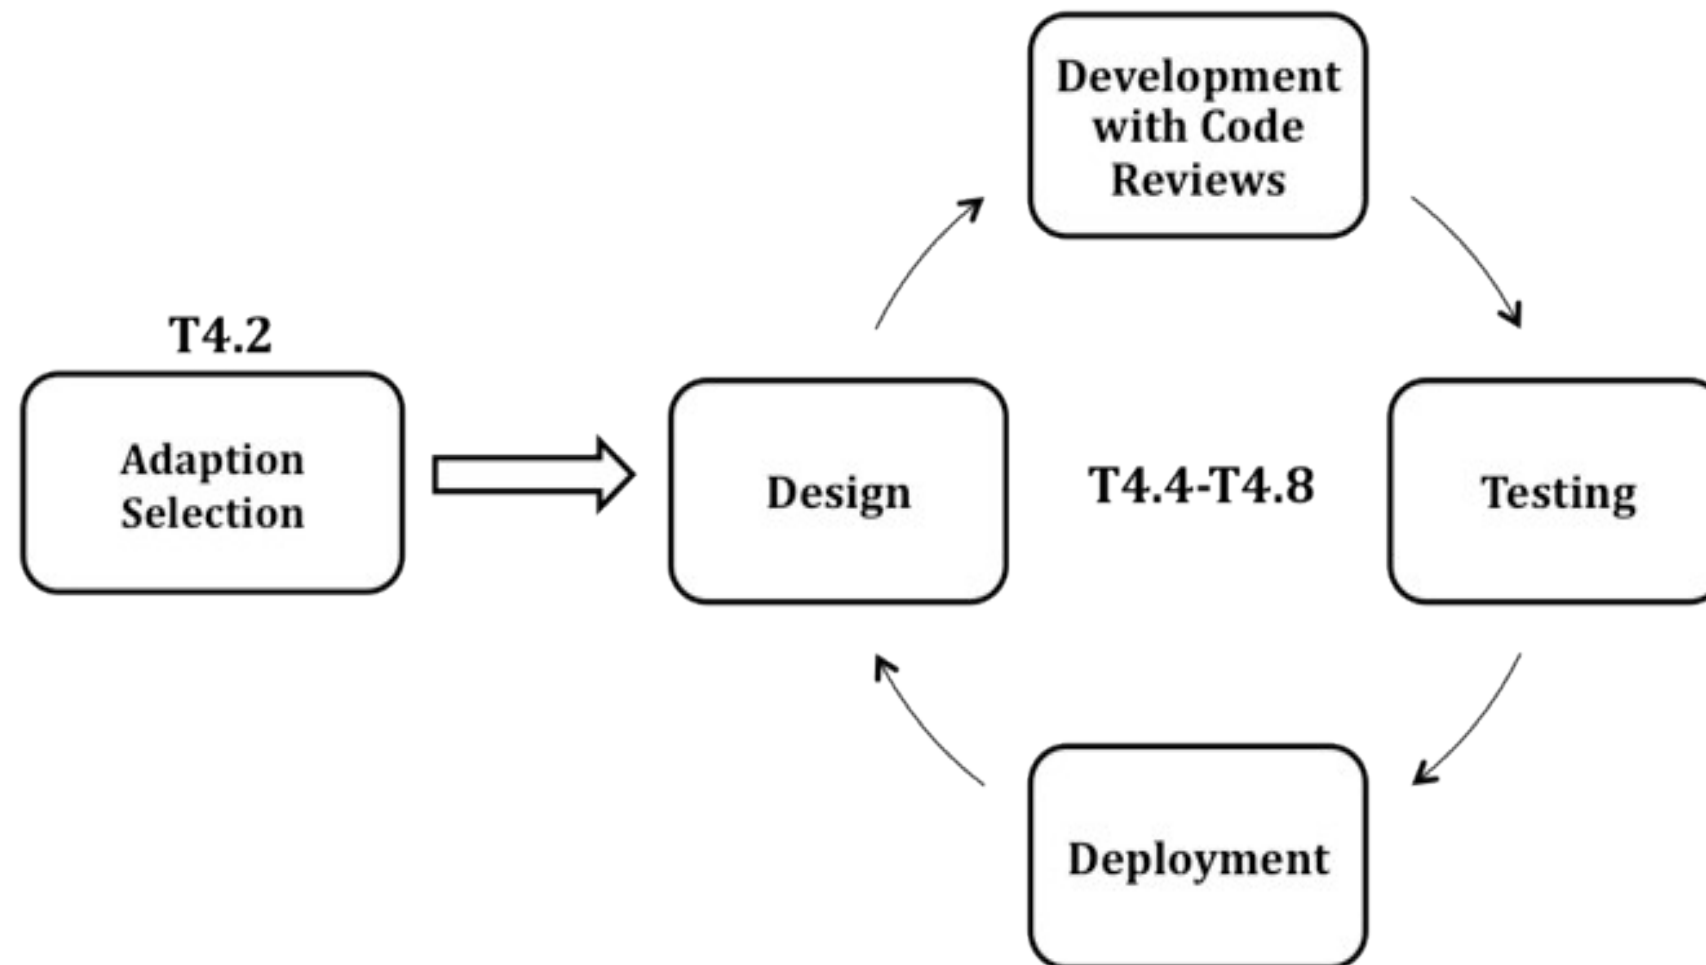 Development
with Code
Reviews
T4.2
Adaption
Selection
Design
T4.4-T4.8
Testing
Deployment